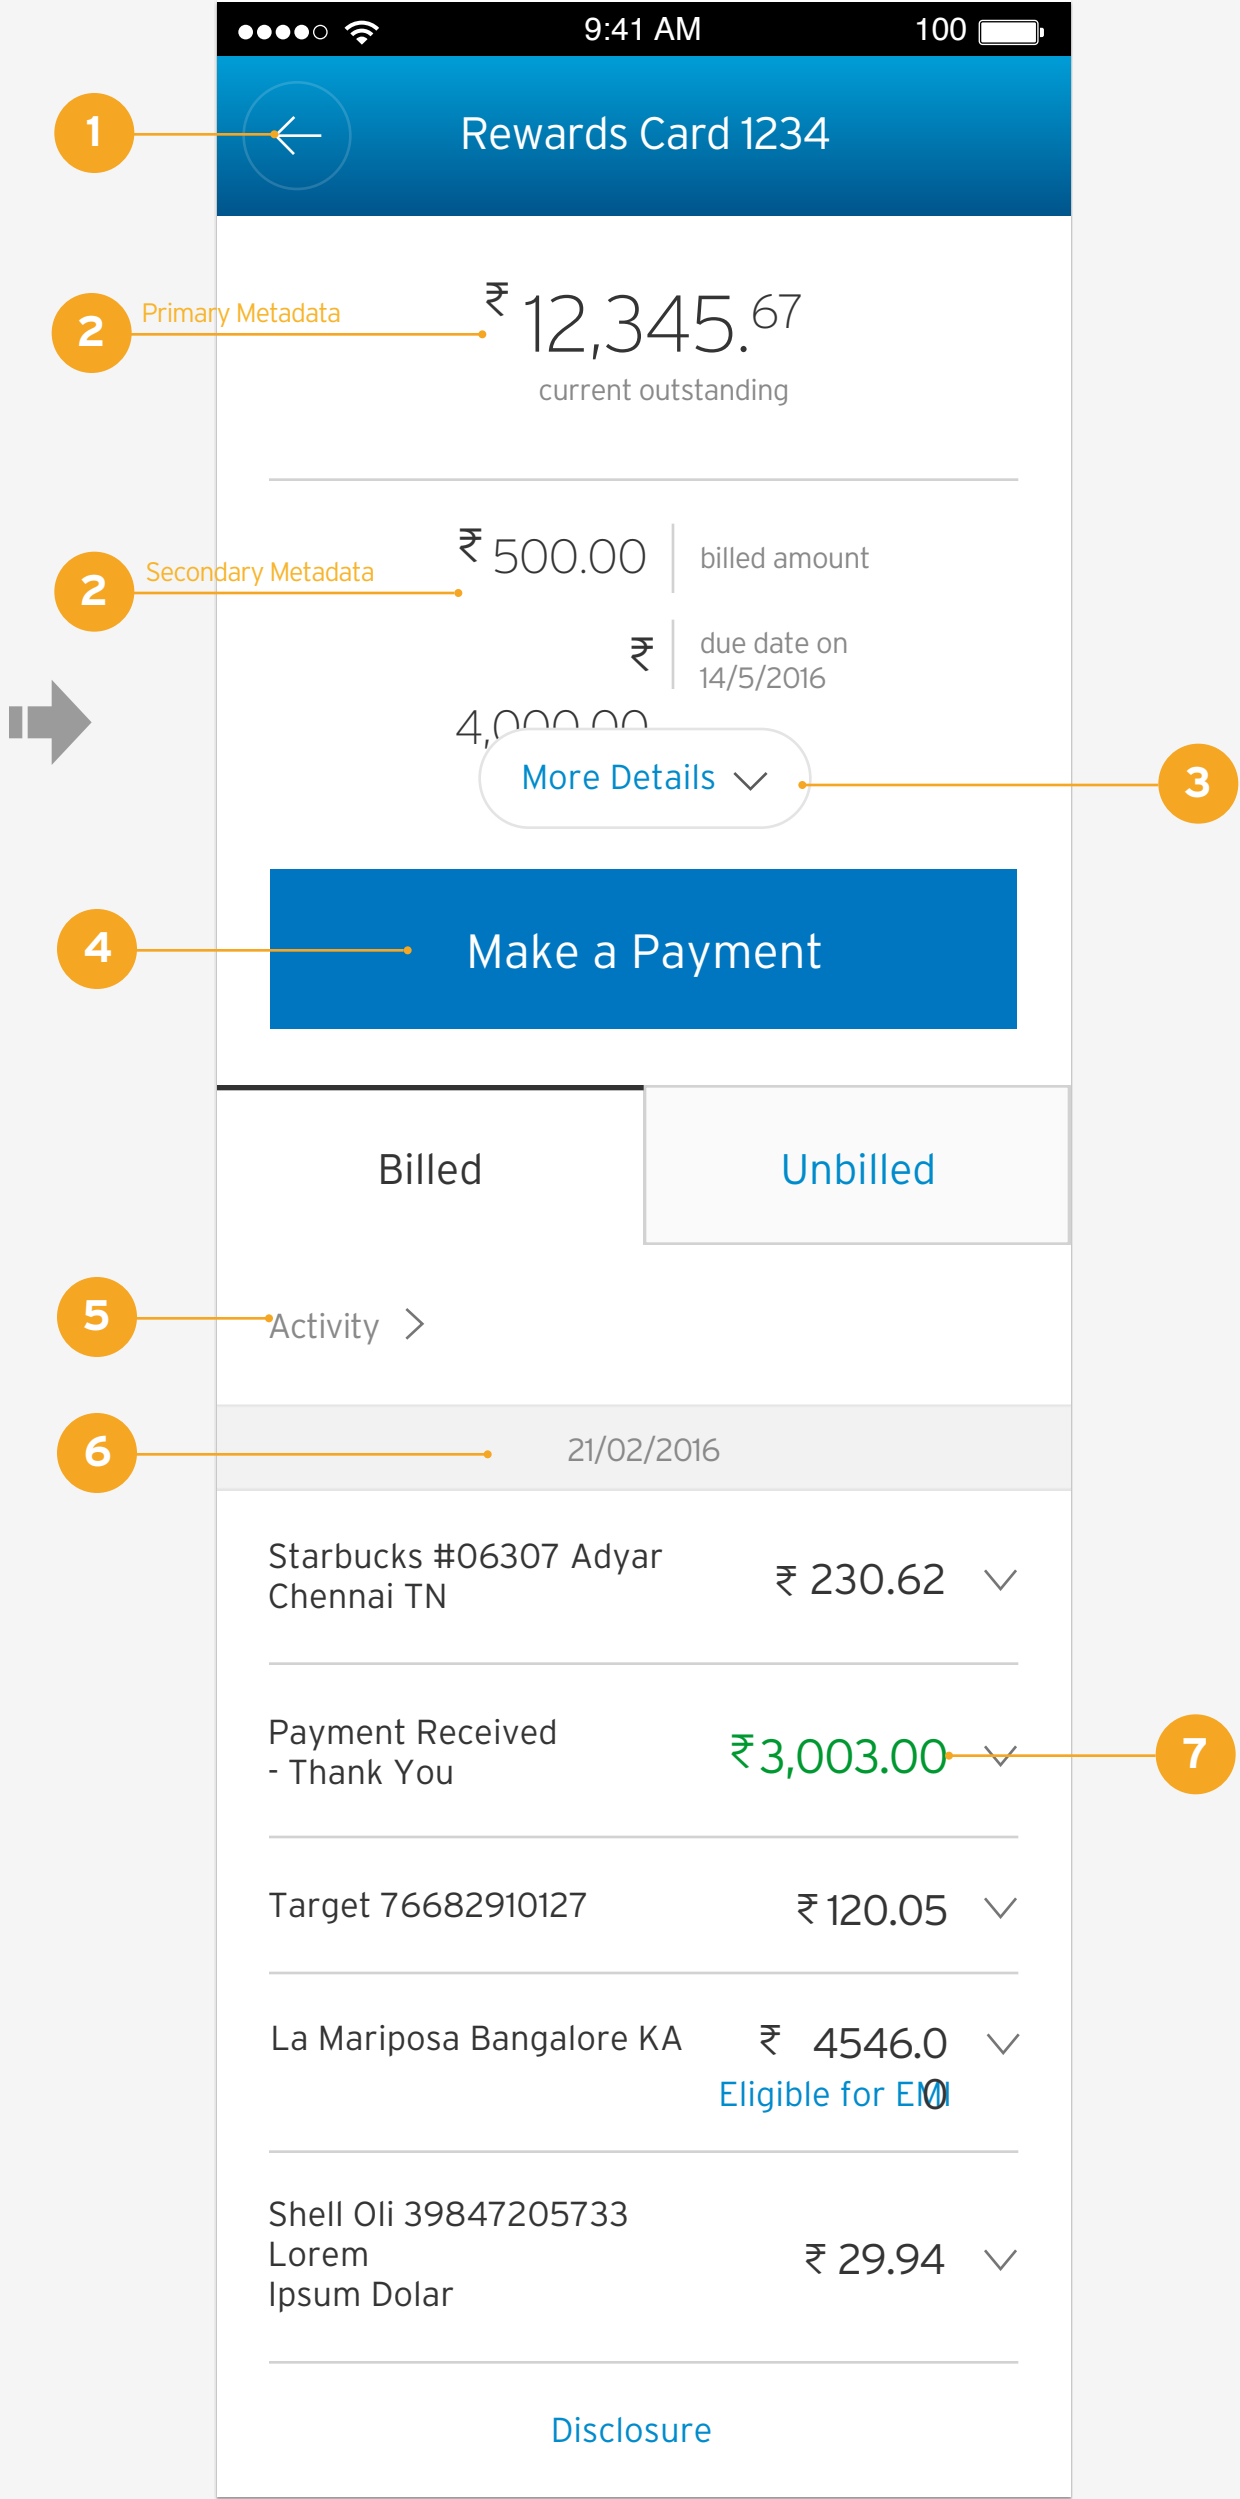 9:41 AM
100
1
Rewards Card 1234
2
Primary Metadata
₹ 12,345.67
current outstanding
2
Secondary Metadata
₹ 500.00
billed amount
₹
4,000.00
due date on
14/5/2016
More Details
3
4
Make a Payment
Billed
Unbilled
5
Activity
6
21/02/2016
Starbucks #06307 Adyar
Chennai TN
₹ 230.62
Payment Received
- Thank You
₹ 3,003.00
7
Target 76682910127
₹ 120.05
La Mariposa Bangalore KA
₹ 4546.0
0
Eligible for EMI
Shell Oli 39847205733
Lorem
Ipsum Dolar
₹ 29.94
Disclosure